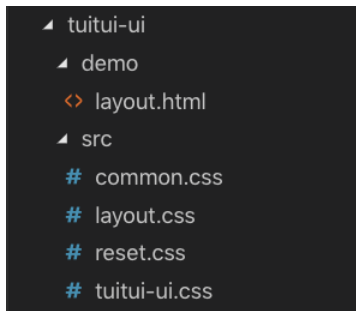 tuitui-ui
demo
<> layout.html
src
# common.css
# layout.css
# reset.css
# tuitui-ui.css